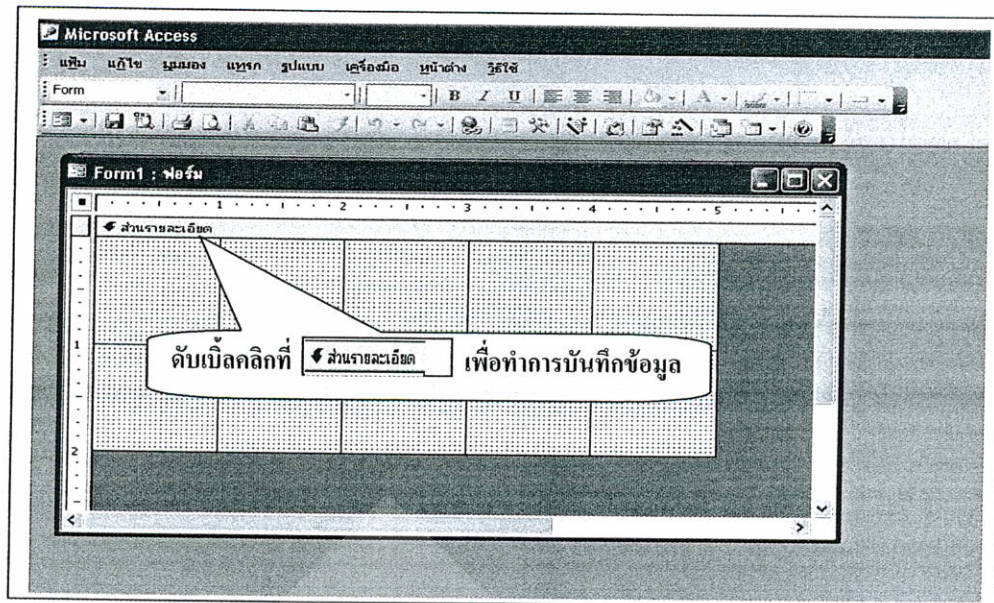 Microsoft Access
แฟ้ม แก้ไข มุมมอง แทรก รูปแบบ เครื่องมือ หน้าต่าง วิธีใช้
Form B I U A
Form1 : ฟอร์ม
1 2 3 4 5
ส่วนรายละเอียด
1
ดับเบิ้ลคลิกที่ ส่วนรายละเอียด เพื่อทำการบันทึกข้อมูล
2